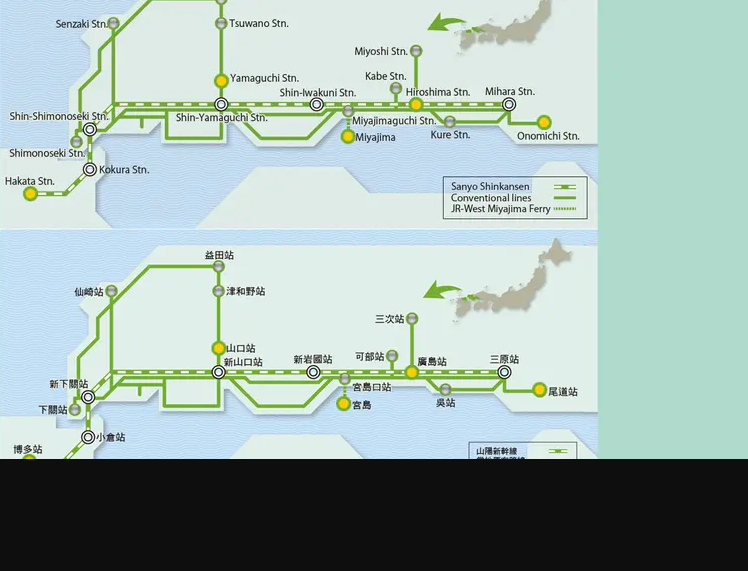 Senzaki Stn.
Tsuwano Stn.
Miyoshi Stn.
Yamaguchi Stn.
Kabe Stn.
Shin-Iwakuni Stn.
Hiroshima Stn.
Mihara Stn.
Shin-Shimonoseki Stn.
Shin-Yamaguchi Stn.
Miyajimaguchi Stn.
Kure Stn.
Onomichi Stn.
Miyajima
Shimonoseki Stn.
Kokura Stn.
Hakata Stn.
Sanyo Shinkansen
Conventional lines
JR-West Miyajima Ferry
益田站
仙崎站
津和野站
三次站
山口站
新山口站
新岩國站
可部站
廣島站
三原站
新下關站
宮島口站
尾道站
下關站
宮島
吳站
小倉站
博多站
山陽新幹線